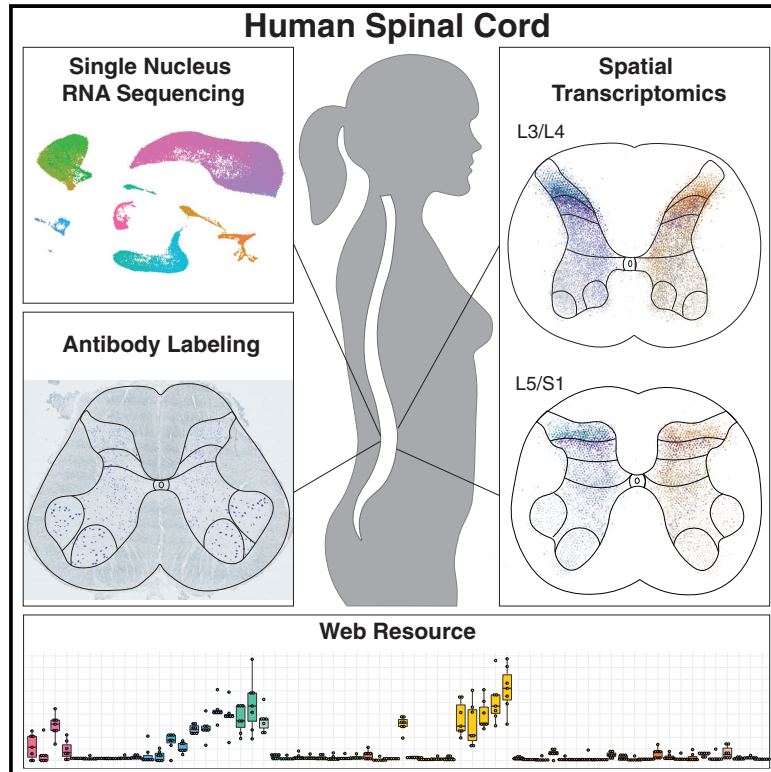 Human Spinal Cord
Single Nucleus
RNA Sequencing
Spatial
Transcriptomics
L3/L4
Antibody Labeling
L5/S1
Web Resource